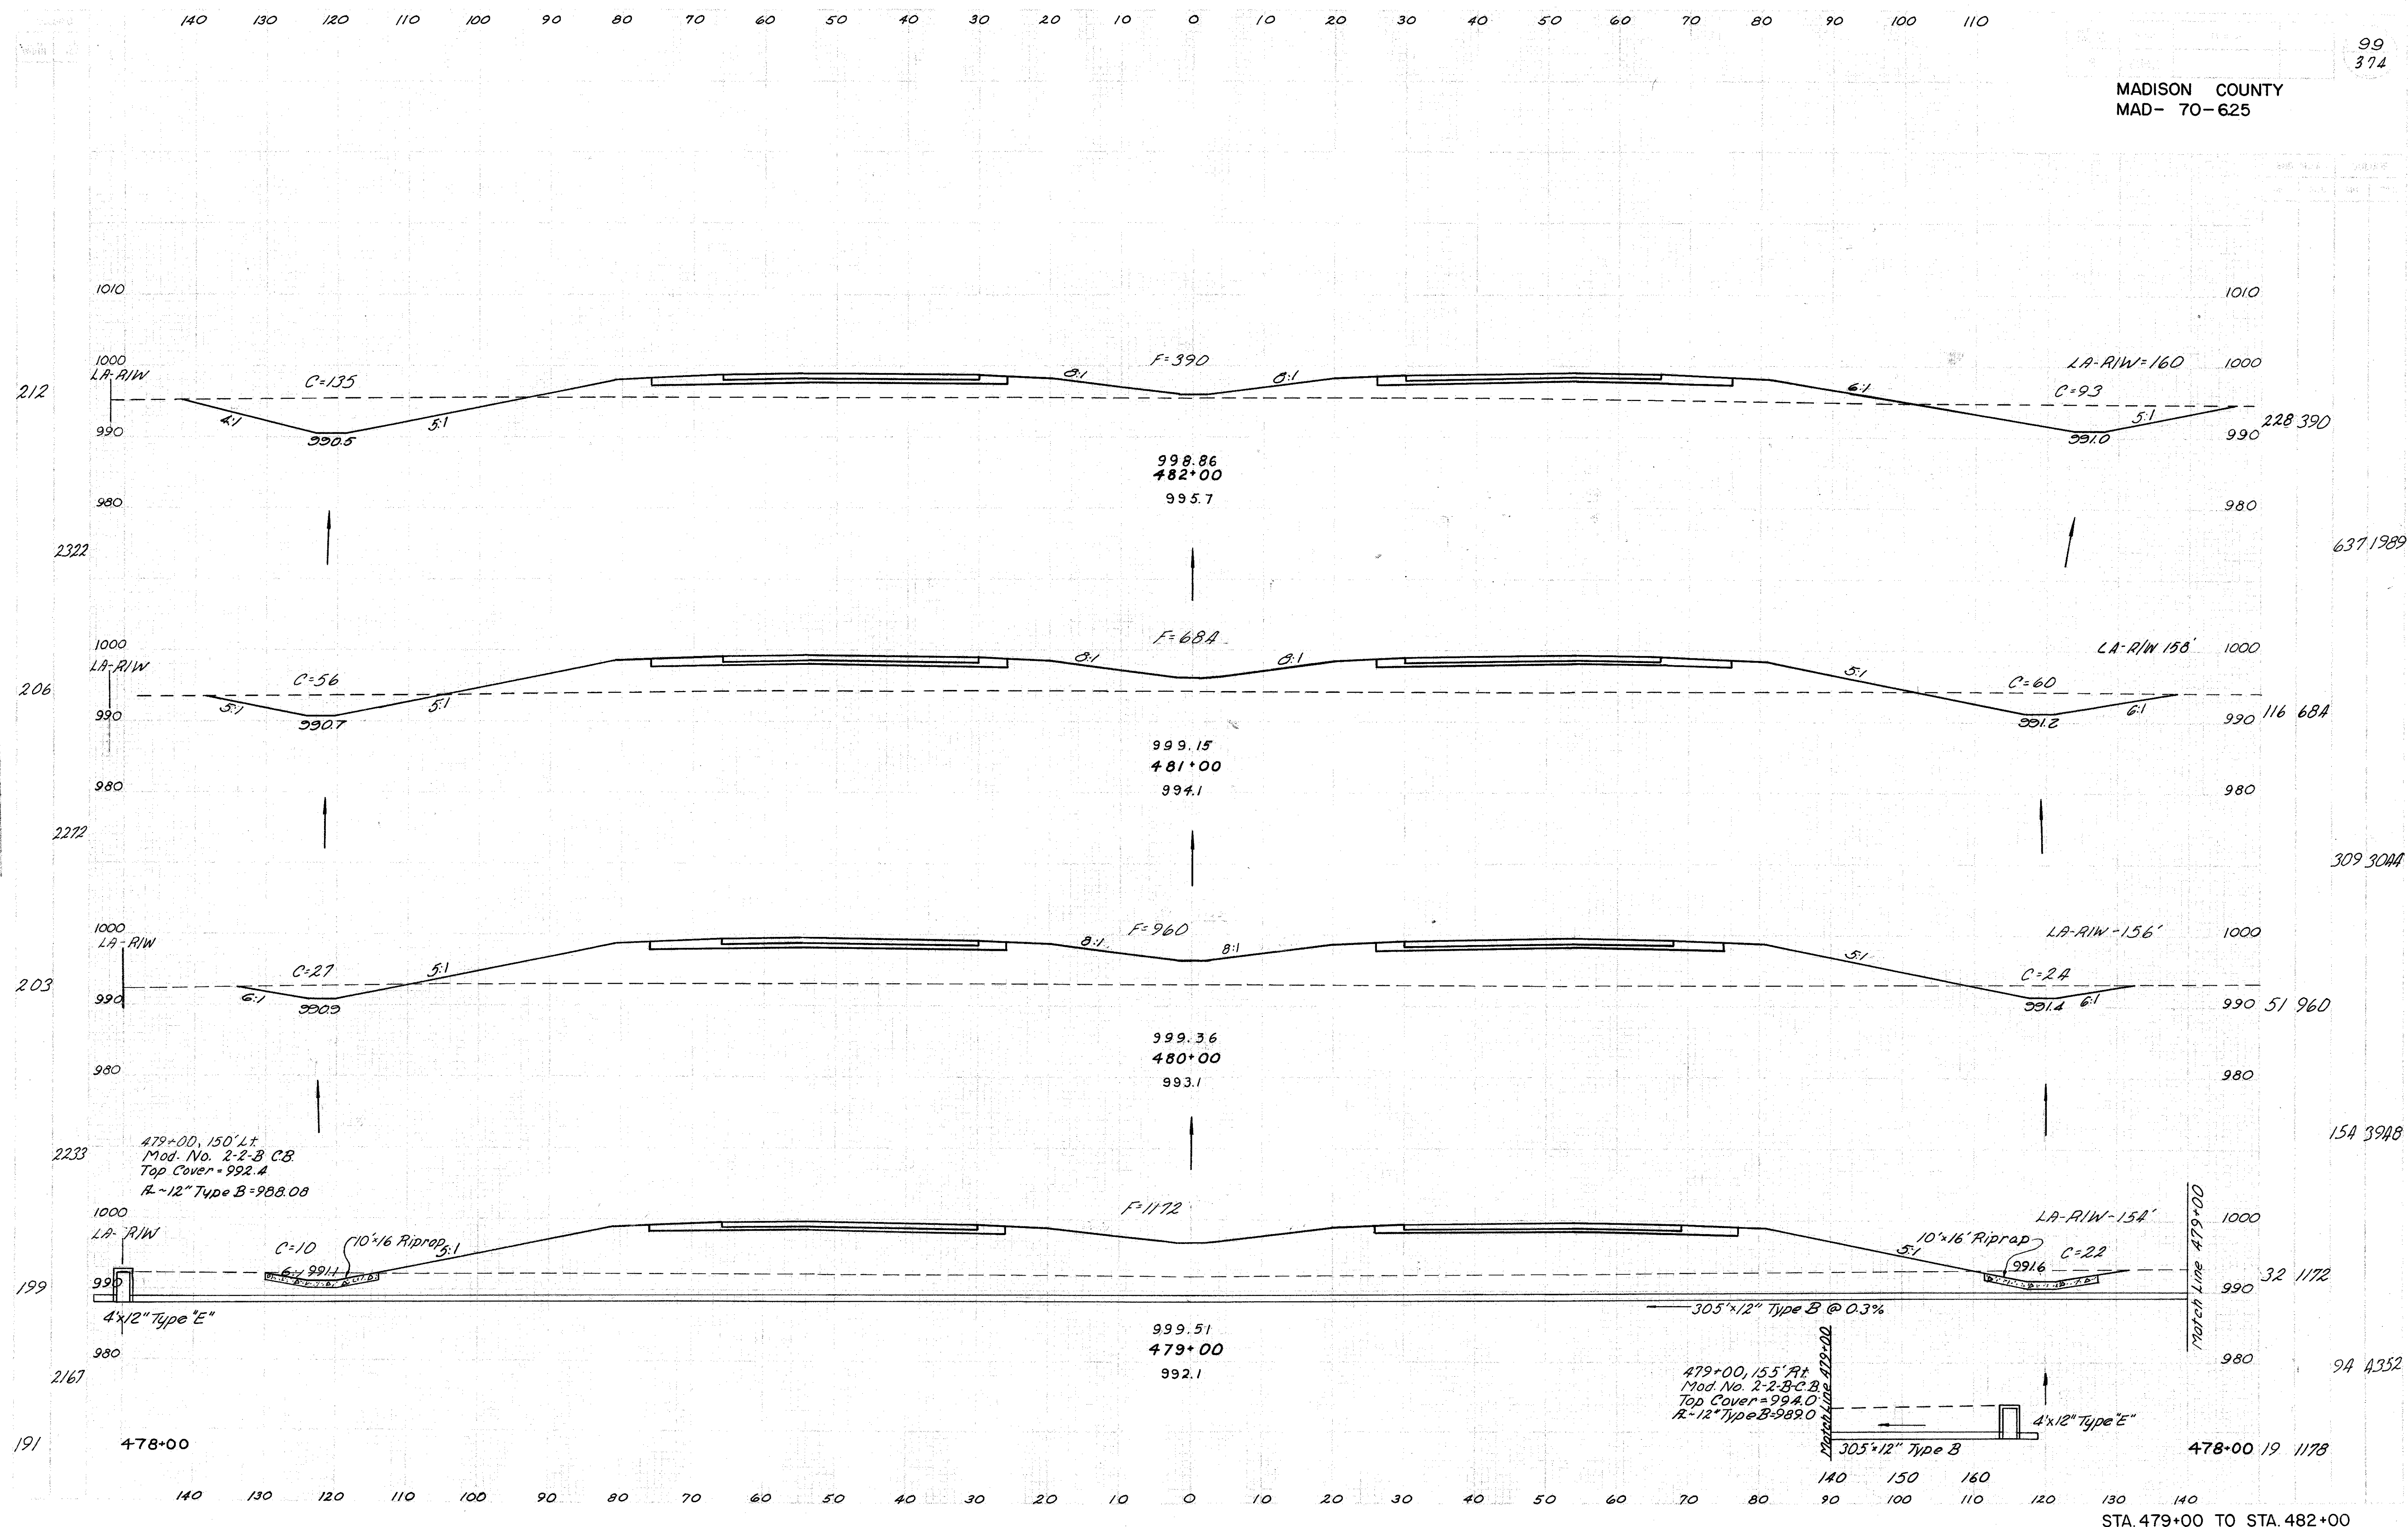 140 130 120 110 100 90 80 70 60 50 40 30 20 10 0 10 20 30 40 50 60 70 80 90 100 110
99
374
MADISON COUNTY
MAD- 70-6.25
1010 1010
1000 F=390 LA-R/W=160 1000
LA-R/W C=135 8:1 8:1 6:1 C=93
212 4:1 5:1 5:1 228 390
990 990.5 991.0 990
998.86
482+00
995.7
980 980
2322 637 1989
1000 F=684 LA-R/W 158' 1000
LA-R/W 8:1 8:1 5:1
206 C=56 C=60
5:1 5:1 6:1 116 684
990 990.7 991.2 990
999.15
481+00
994.1
980 980
2272 309 3044
1000 F=960 LA-R/W-156' 1000
LA-R/W 8:1 8:1 5:1
203 C=27 5:1 C=24
990 6:1 990.9 991.4 6:1 990 51 960
999.36
480+00
993.1
980 980
479+00, 150' Lt.
2233 Mod. No. 2-2-B C.B. 154 3948
Top Cover=992.4
℄~12" Type B=988.08
1000 F=1172 LA-R/W-154' 1000
LA-R/W C=10 10'x16 Riprap 5:1 5:1 10'x16' Riprap C=22
6:1 991.1 991.6
199 990 990 32 1172
Match Line 479+00
4'x12" Type "E" 305'x12" Type B @ 0.3%
999.51
479+00
992.1
980 980
2167 94 4352
479+00, 155' Rt.
Mod. No. 2-2-B-C.B.
Top Cover=994.0
℄~12" Type B=989.0
Match Line 479+00
4'x12" Type "E"
305'x12" Type B
191 478+00 478+00 19 1178
140 150 160
140 130 120 110 100 90 80 70 60 50 40 30 20 10 0 10 20 30 40 50 60 70 80 90 100 110 120 130 140
STA. 479+00 TO STA. 482+00